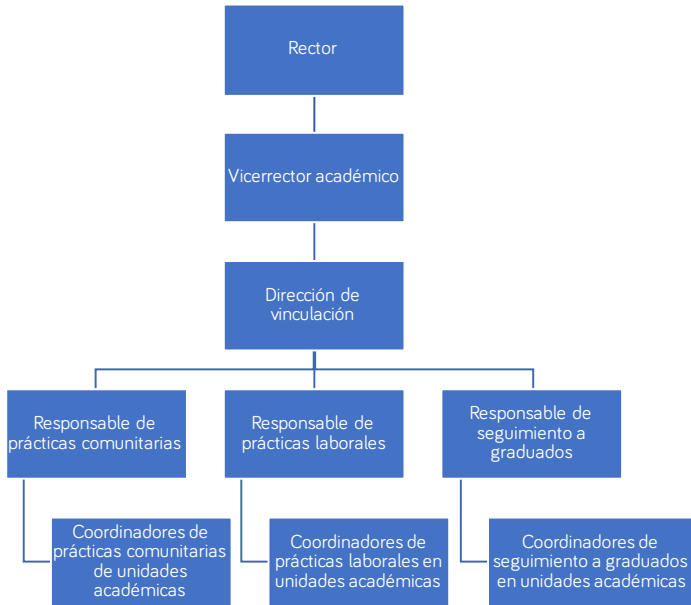 Rector
Vicerrector académico
Dirección de
vinculación
Responsable de
prácticas comunitarias
Responsable de
prácticas laborales
Responsable de
seguimiento a
graduados
Coordinadores de
prácticas comunitarias
de unidades
académicas
Coordinadores de
prácticas laborales en
unidades académicas
Coordinadores de
seguimiento a graduados
en unidades académicas